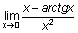 lim x→0 (x − arctgx) / x²